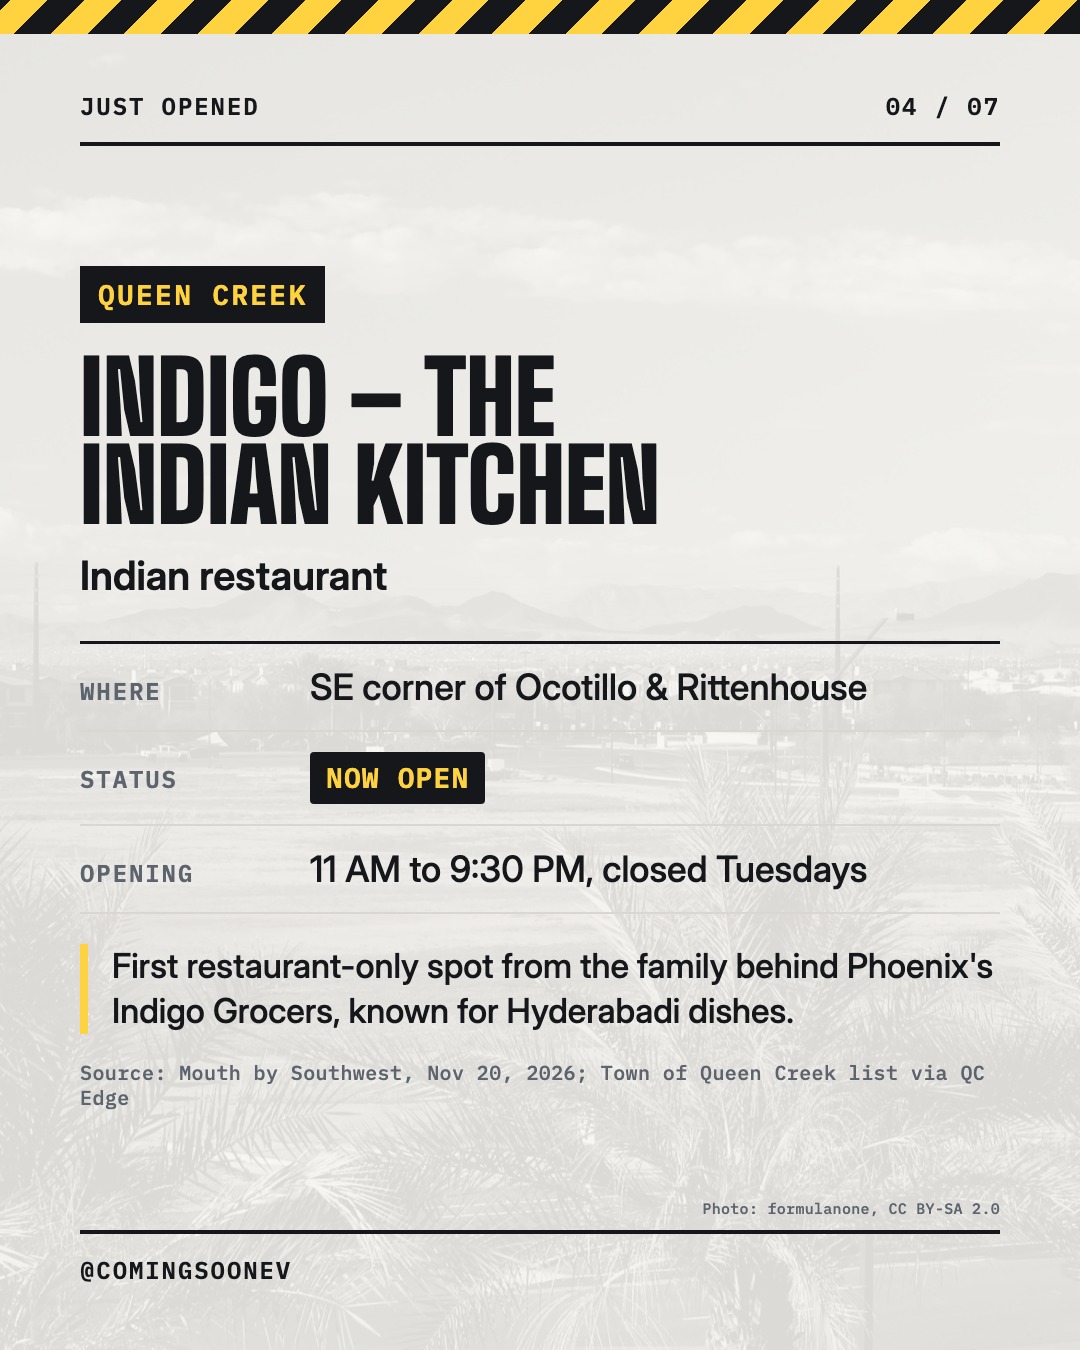 JUST OPENED
04 / 07
QUEEN CREEK
INDIGO – THE
INDIAN KITCHEN
Indian restaurant
WHERE
SE corner of Ocotillo & Rittenhouse
STATUS
NOW OPEN
OPENING
11 AM to 9:30 PM, closed Tuesdays
First restaurant-only spot from the family behind Phoenix's
Indigo Grocers, known for Hyderabadi dishes.
Source: Mouth by Southwest, Nov 20, 2026; Town of Queen Creek list via QC
Edge
Photo: formulanone, CC BY-SA 2.0
@COMINGSOONEV